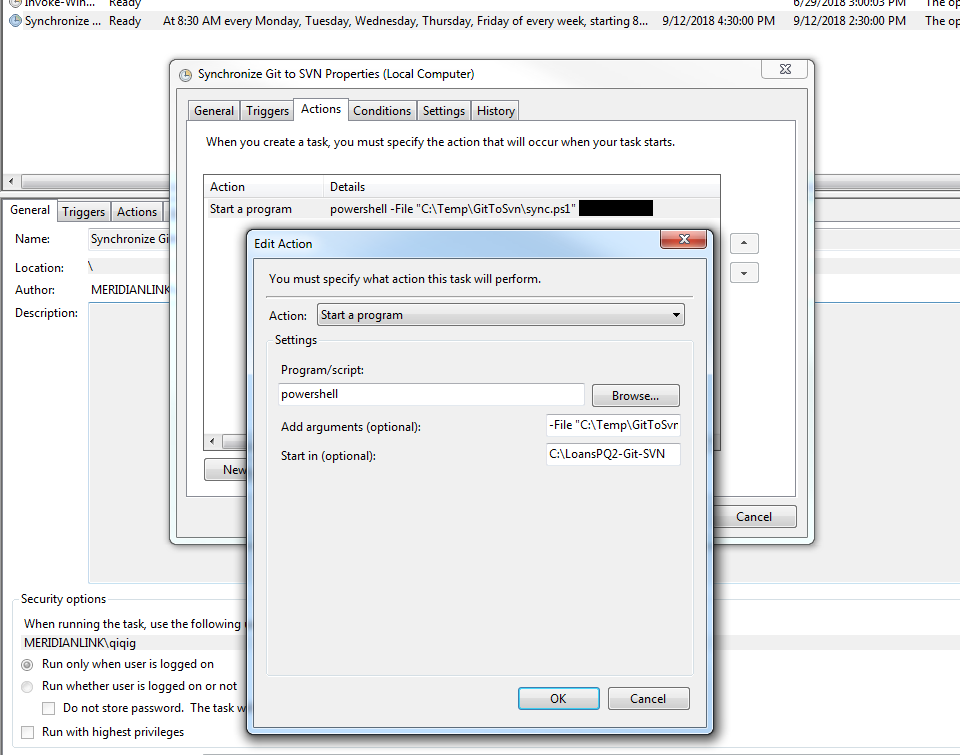 Invoke-Win... Ready 6/29/2018 3:00:03 PM The op
Synchronize ... Ready At 8:30 AM every Monday, Tuesday, Wednesday, Thursday, Friday of every week, starting 8... 9/12/2018 4:30:00 PM 9/12/2018 2:30:00 PM The op
Synchronize Git to SVN Properties (Local Computer)
General Triggers Actions Conditions Settings History
When you create a task, you must specify the action that will occur when your task starts.
Action Details
Start a program powershell -File "C:\Temp\GitToSvn\sync.ps1"
General Triggers Actions
Name: Synchronize Gi
Location: \
Author: MERIDIANLINK
Description:
New
Cancel
Edit Action
You must specify what action this task will perform.
Action: Start a program
Settings
Program/script:
powershell Browse...
Add arguments (optional): -File "C:\Temp\GitToSvn
Start in (optional): C:\LoansPQ2-Git-SVN
OK Cancel
Security options
When running the task, use the following
MERIDIANLINK\qiqig
Run only when user is logged on
Run whether user is logged on or not
Do not store password. The task w
Run with highest privileges